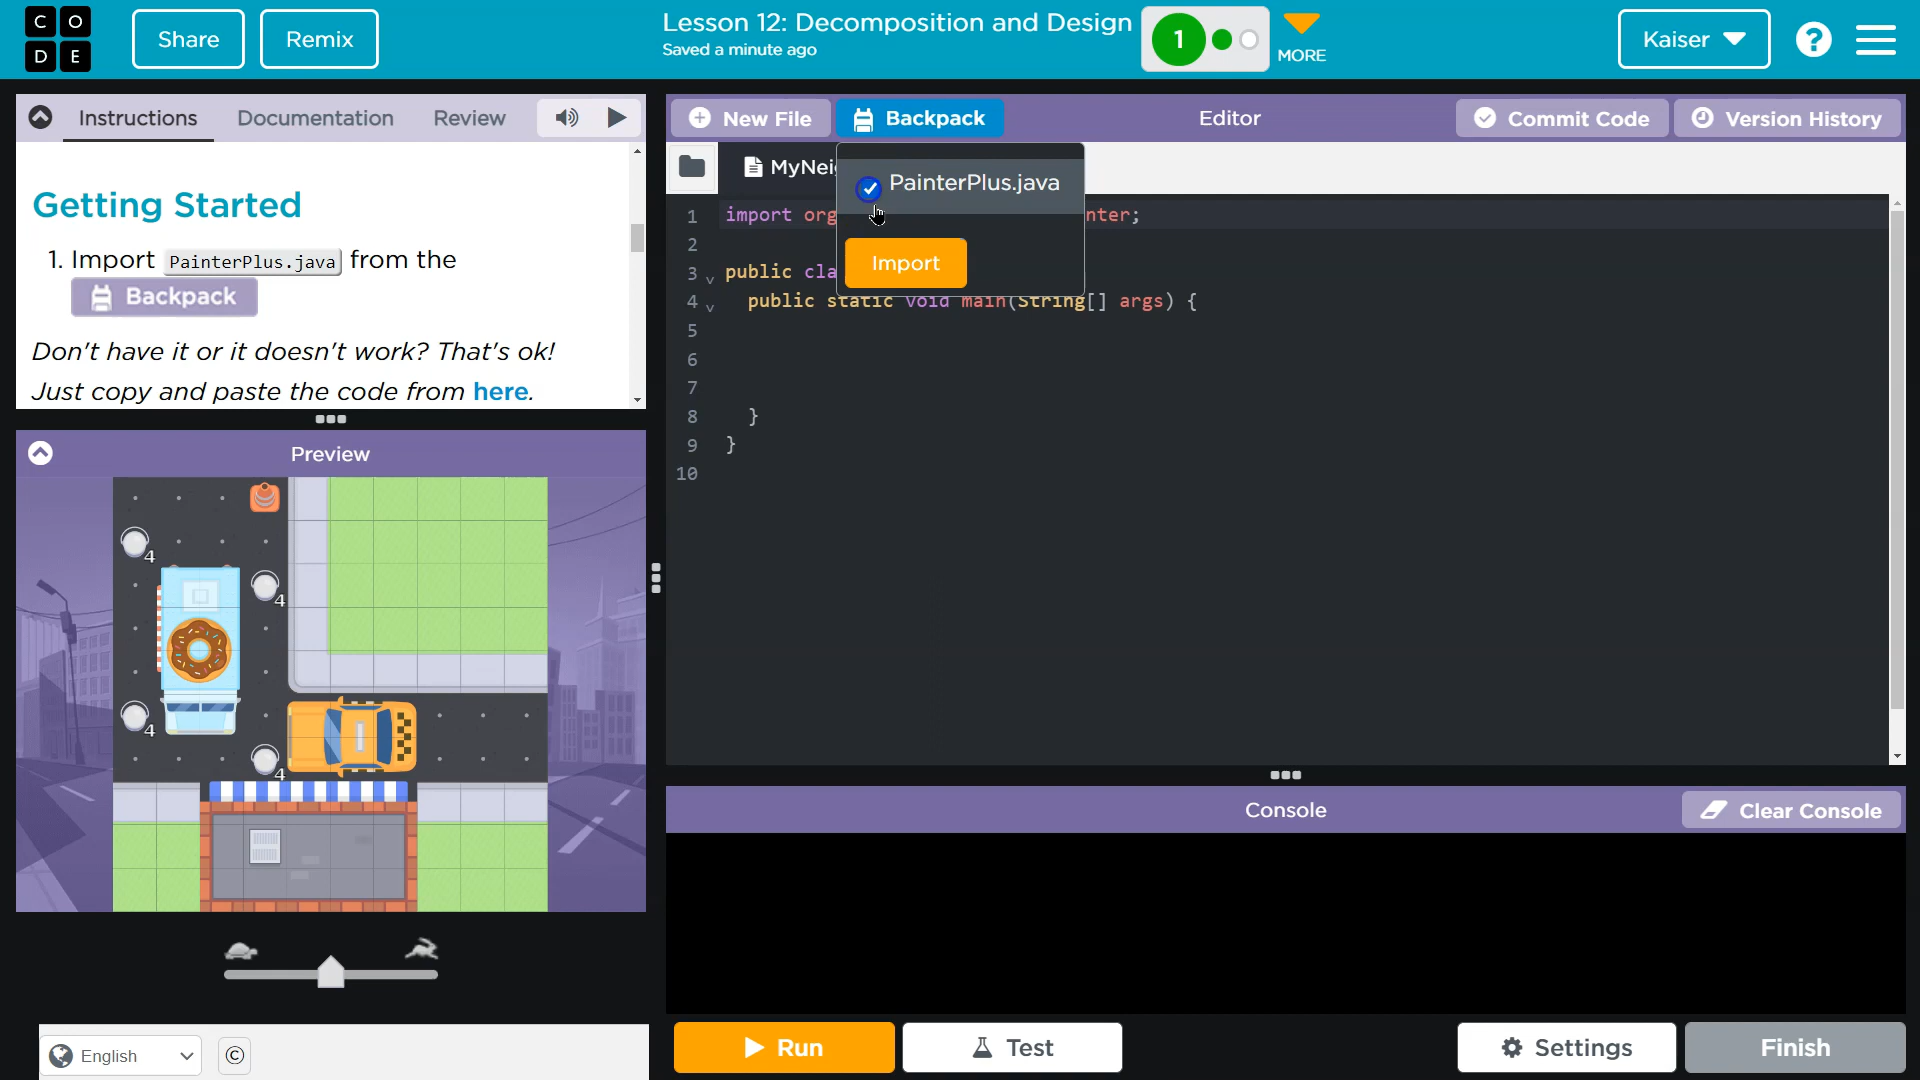 C O
D E
Share
Remix
Lesson 12: Decomposition and Design
Saved a minute ago
1
MORE
Kaiser
?
Instructions
Documentation
Review
Getting Started
1. Import PainterPlus.java from the
Backpack
Don't have it or it doesn't work? That's ok!
Just copy and paste the code from here.
Preview
4
4
4
4
English
©
New File
Backpack
Editor
Commit Code
Version History
MyNei
PainterPlus.java
Import
1 import org nter;
2
3 public cla
4 public static void main(String[] args) {
5
6
7
8 }
9 }
10
Console
Clear Console
Run
Test
Settings
Finish